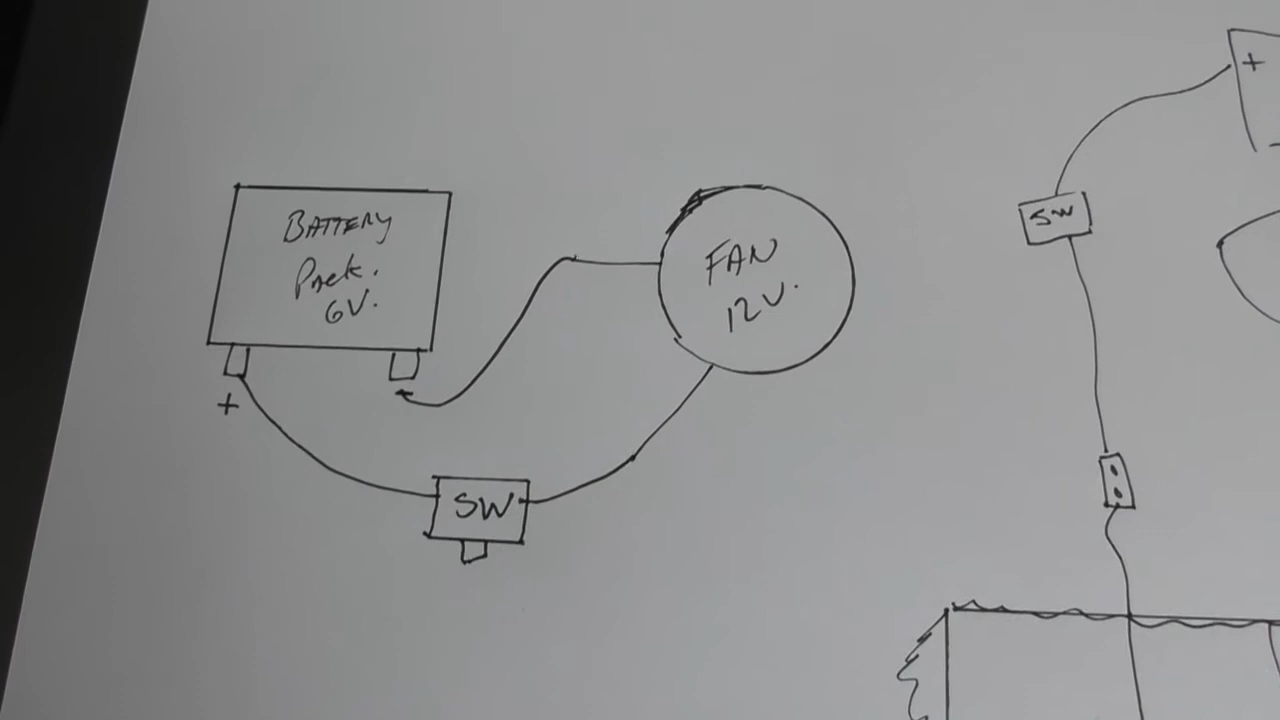 BATTERY
Pack.
6V.
+
SW
FAN
12V.
+
SW